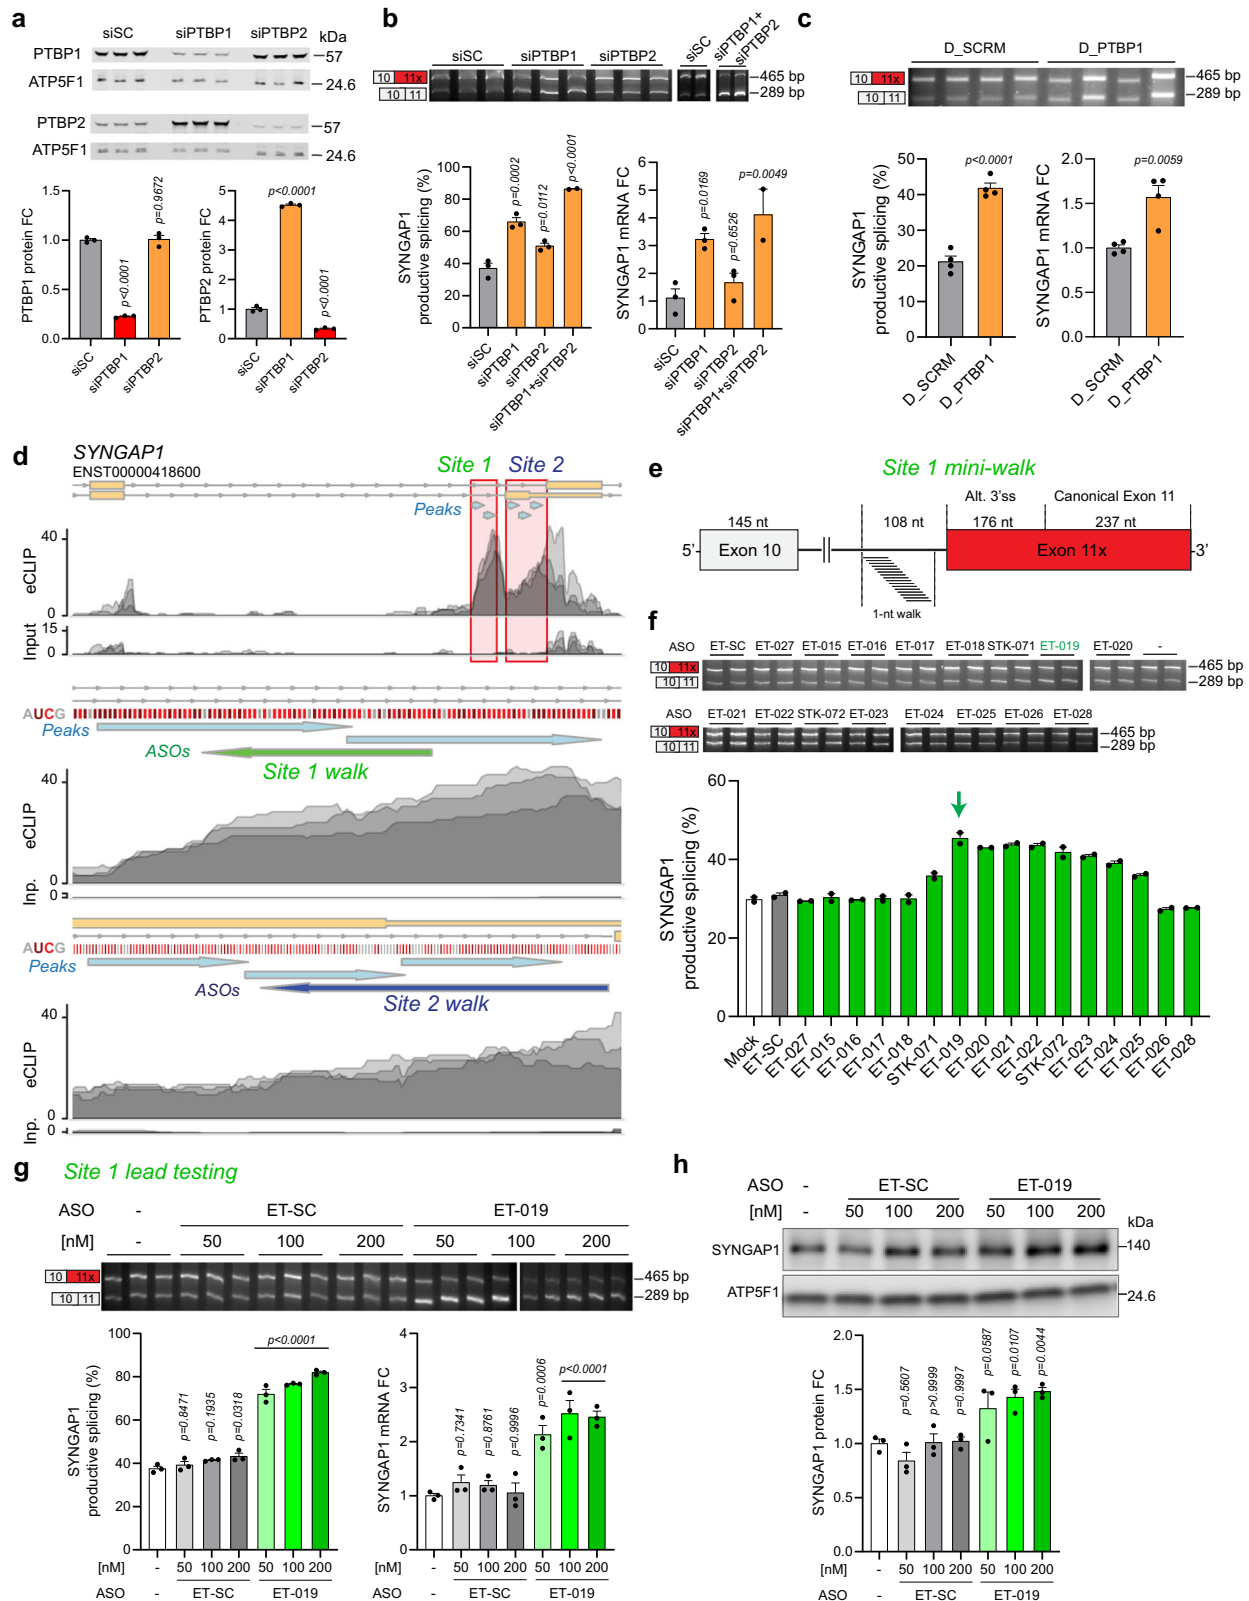 a
siSC siPTBP1 siPTBP2 kDa
PTBP1 57
ATP5F1 24.6
PTBP2 57
ATP5F1 24.6
PTBP1 protein FC
1.5
1.0
0.5
0.0
p<0.0001
p=0.9672
siSC
siPTBP1
siPTBP2
PTBP2 protein FC
5
4
3
2
1
0
p<0.0001
p<0.0001
siSC
siPTBP1
siPTBP2
b
siSC siPTBP1 siPTBP2 siSC siPTBP1+ siPTBP2
10 11x 465 bp
10 11 289 bp
SYNGAP1
productive splicing (%)
100
80
60
40
20
0
p=0.0002
p=0.0112
p<0.0001
siSC
siPTBP1
siPTBP2
siPTBP1+siPTBP2
SYNGAP1 mRNA FC
6
5
4
3
2
1
0
p=0.0169
p=0.6526
p=0.0049
siSC
siPTBP1
siPTBP2
siPTBP1+siPTBP2
c
D_SCRM D_PTBP1
10 11x 465 bp
10 11 289 bp
SYNGAP1
productive splicing (%)
50
40
30
20
10
0
p<0.0001
D_SCRM
D_PTBP1
SYNGAP1 mRNA FC
2.0
1.5
1.0
0.5
0.0
p=0.0059
D_SCRM
D_PTBP1
d
SYNGAP1
ENST00000418600
Site 1 Site 2
Peaks
eCLIP
40
0
Input
15
0
AUCG
Peaks
ASOs
Site 1 walk
eCLIP
40
0
Inp.
0
AUCG
Peaks
ASOs
Site 2 walk
eCLIP
40
0
Inp.
0
e
Site 1 mini-walk
Alt. 3'ss Canonical Exon 11
145 nt 108 nt 176 nt 237 nt
5'- Exon 10 Exon 11x -3'
1-nt walk
f
ASO ET-SC ET-027 ET-015 ET-016 ET-017 ET-018 STK-071 ET-019 ET-020 -
10 11x 465 bp
10 11 289 bp
ASO ET-021 ET-022 STK-072 ET-023 ET-024 ET-025 ET-026 ET-028
10 11x 465 bp
10 11 289 bp
SYNGAP1
productive splicing (%)
60
40
20
0
Mock
ET-SC
ET-027
ET-015
ET-016
ET-017
ET-018
STK-071
ET-019
ET-020
ET-021
ET-022
STK-072
ET-023
ET-024
ET-025
ET-026
ET-028
g
Site 1 lead testing
ASO - ET-SC ET-019
[nM] - 50 100 200 50 100 200
10 11x 465 bp
10 11 289 bp
SYNGAP1
productive splicing (%)
100
80
60
40
20
0
p=0.8471
p=0.1935
p=0.0318
p<0.0001
[nM] - 50 100 200 50 100 200
ASO - ET-SC ET-019
SYNGAP1 mRNA FC
4
3
2
1
0
p=0.7341
p=0.8761
p=0.9996
p=0.0006
p<0.0001
[nM] - 50 100 200 50 100 200
ASO - ET-SC ET-019
h
ASO - ET-SC ET-019
[nM] - 50 100 200 50 100 200
kDa
SYNGAP1 140
ATP5F1 24.6
SYNGAP1 protein FC
2.0
1.5
1.0
0.5
0.0
p=0.5607
p>0.9999
p=0.9997
p=0.0587
p=0.0107
p=0.0044
[nM] - 50 100 200 50 100 200
ASO - ET-SC ET-019